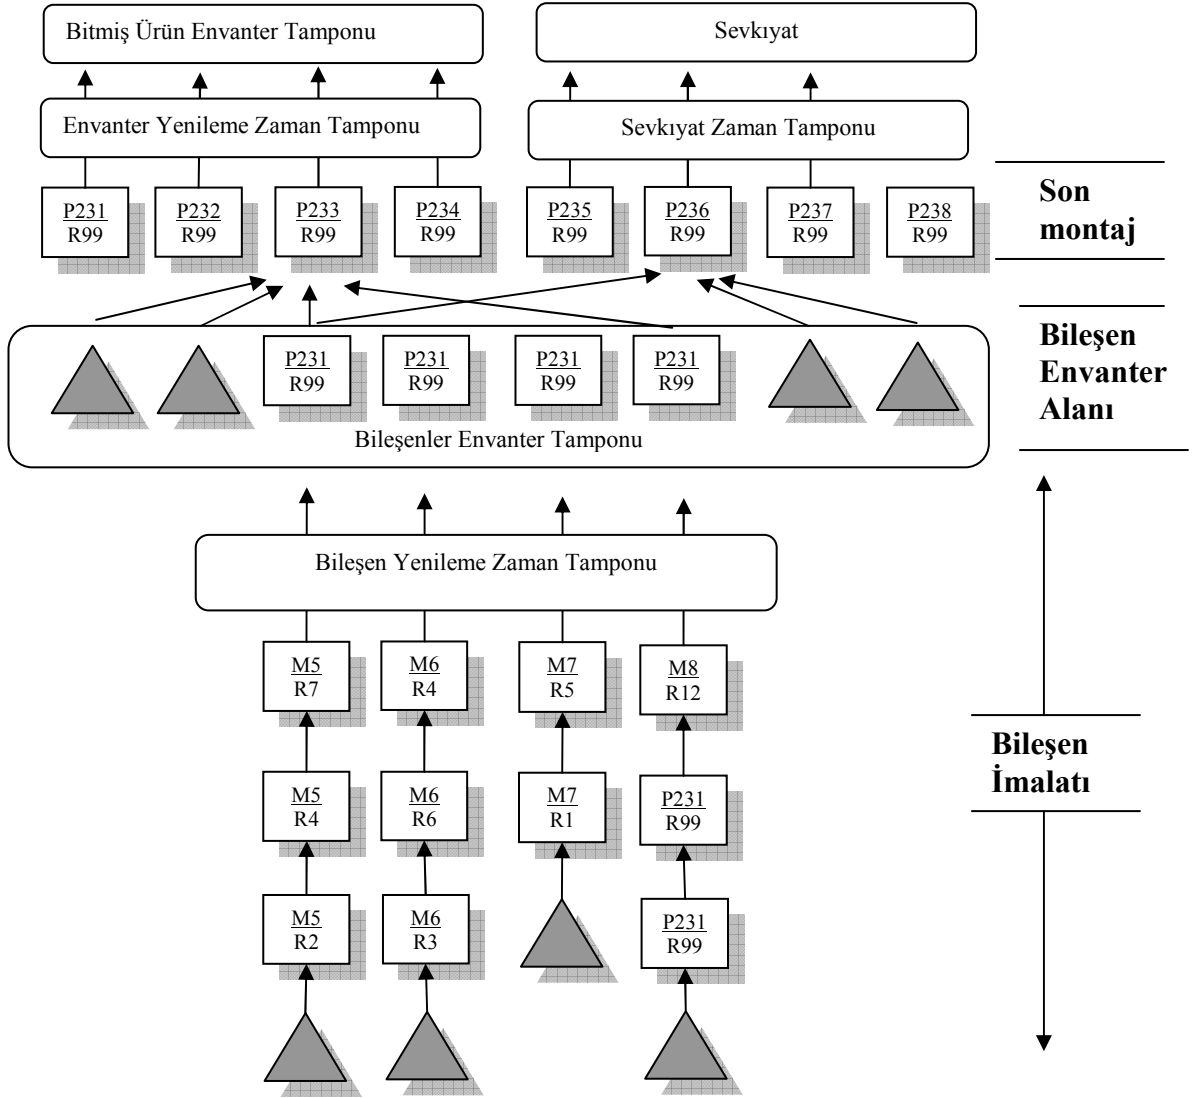 Bitmiş Ürün Envanter Tamponu
Sevkıyat
Envanter Yenileme Zaman Tamponu
Sevkıyat Zaman Tamponu
P231
R99
P232
R99
P233
R99
P234
R99
P235
R99
P236
R99
P237
R99
P238
R99
Son
montaj
P231
R99
P231
R99
P231
R99
P231
R99
Bileşenler Envanter Tamponu
Bileşen
Envanter
Alanı
Bileşen Yenileme Zaman Tamponu
M5
R7
M6
R4
M7
R5
M8
R12
M5
R4
M6
R6
M7
R1
P231
R99
Bileşen
İmalatı
M5
R2
M6
R3
P231
R99